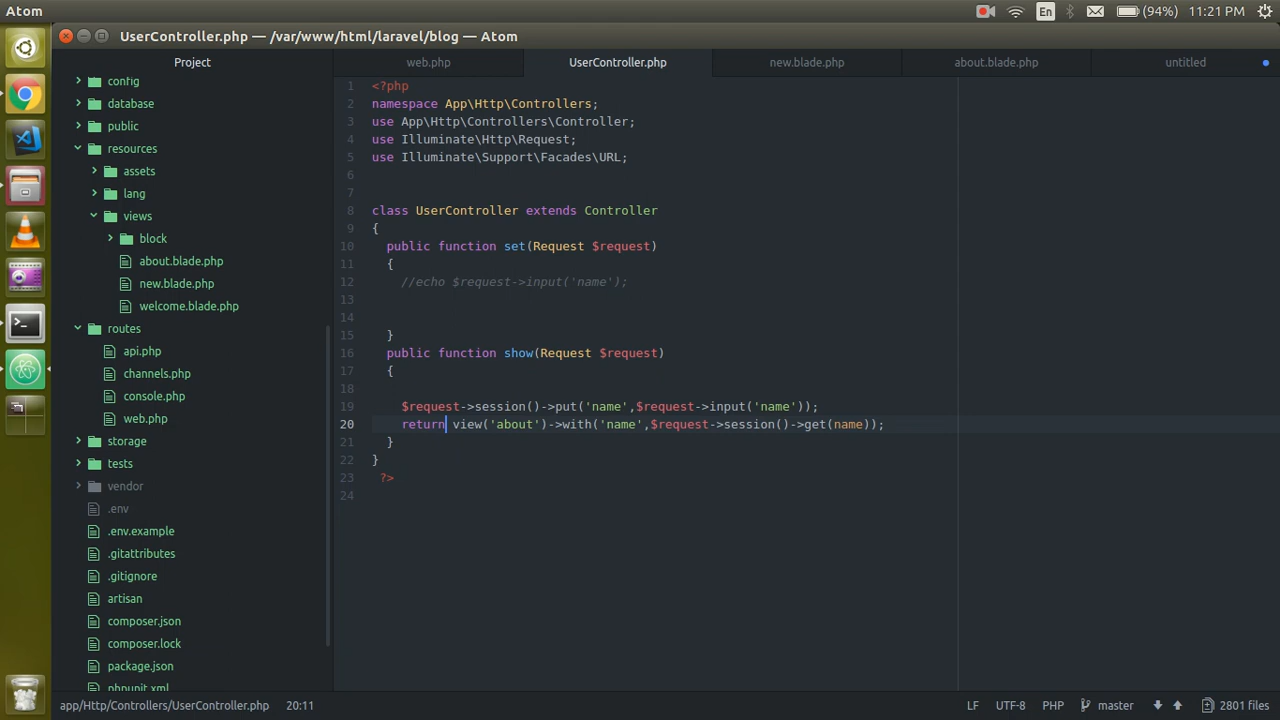 Atom
En
(94%)
11:21 PM
UserController.php — /var/www/html/laravel/blog — Atom
Project
web.php
UserController.php
new.blade.php
about.blade.php
untitled
config
database
public
resources
assets
lang
views
block
about.blade.php
new.blade.php
welcome.blade.php
routes
api.php
channels.php
console.php
web.php
storage
tests
vendor
.env
.env.example
.gitattributes
.gitignore
artisan
composer.json
composer.lock
package.json
phpunit.xml
1 <?php
2 namespace App\Http\Controllers;
3 use App\Http\Controllers\Controller;
4 use Illuminate\Http\Request;
5 use Illuminate\Support\Facades\URL;
6
7
8 class UserController extends Controller
9 {
10 public function set(Request $request)
11 {
12 //echo $request->input('name');
13
14
15 }
16 public function show(Request $request)
17 {
18
19 $request->session()->put('name',$request->input('name'));
20 return view('about')->with('name',$request->session()->get(name));
21 }
22 }
23 ?>
24
app/Http/Controllers/UserController.php
20:11
LF
UTF-8
PHP
master
2801 files